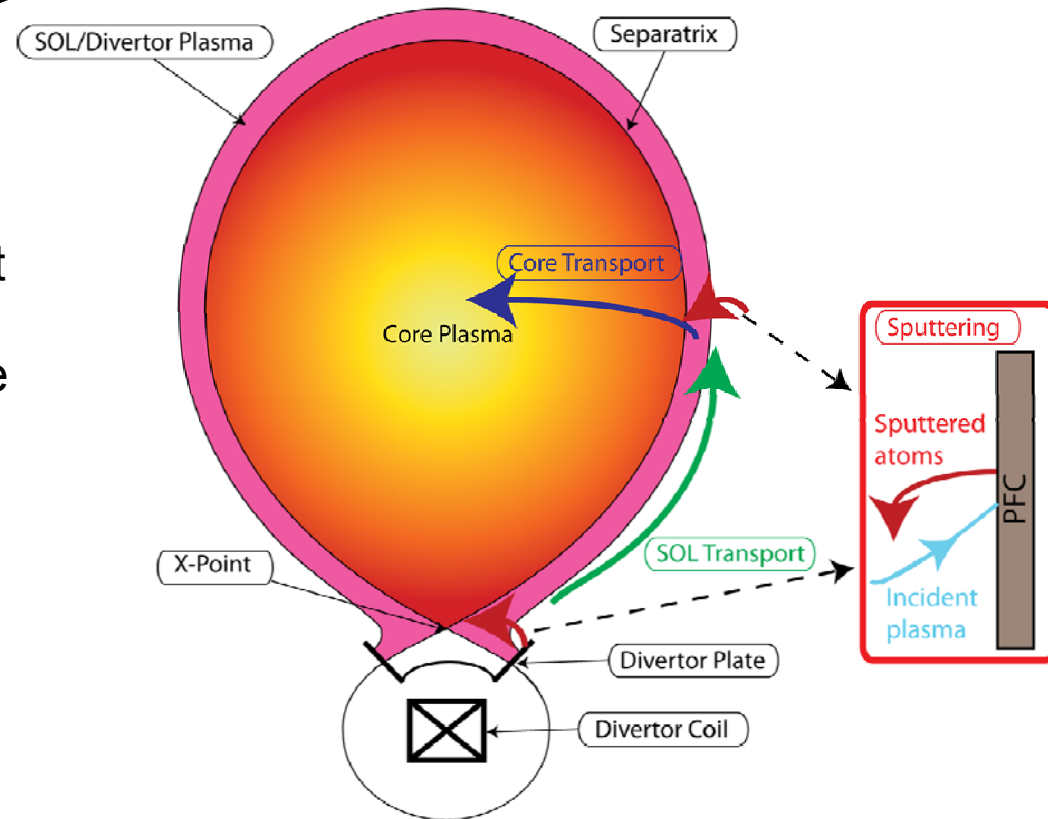 SOL/Divertor Plasma
Separatrix
t
Core Transport
Core Plasma
e
Sputtering
Sputtered
atoms
PFC
Incident
plasma
SOL Transport
X-Point
Divertor Plate
Divertor Coil